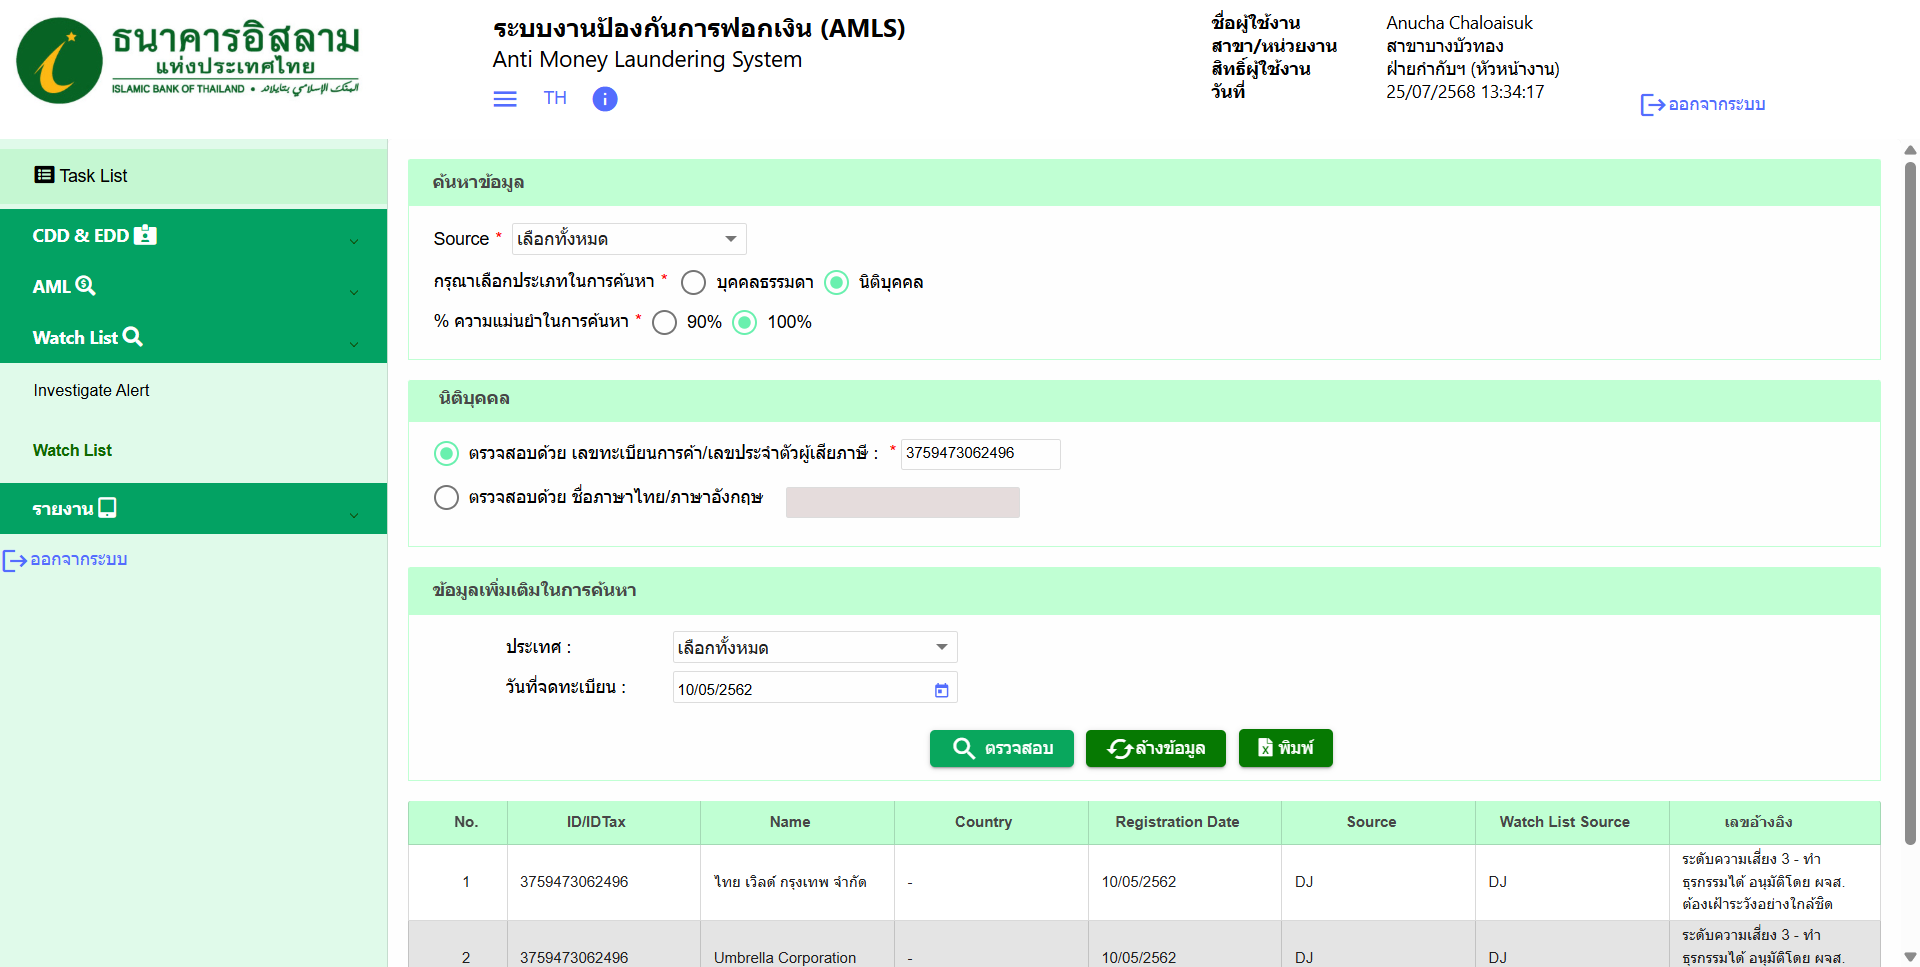 ธนาคารอิสลาม
แห่งประเทศไทย
ISLAMIC BANK OF THAILAND • البنك الإسلامي بتايلاند
ระบบงานป้องกันการฟอกเงิน (AMLS)
Anti Money Laundering System
TH
ชื่อผู้ใช้งาน Anucha Chaloaisuk
สาขา/หน่วยงาน สาขาบางบัวทอง
สิทธิ์ผู้ใช้งาน ฝ่ายกำกับฯ (หัวหน้างาน)
วันที่ 25/07/2568 13:34:17
ออกจากระบบ
Task List
CDD & EDD
AML
Watch List
Investigate Alert
Watch List
รายงาน
ออกจากระบบ
ค้นหาข้อมูล
Source * เลือกทั้งหมด
กรุณาเลือกประเภทในการค้นหา * บุคคลธรรมดา นิติบุคคล
% ความแม่นยำในการค้นหา * 90% 100%
นิติบุคคล
ตรวจสอบด้วย เลขทะเบียนการค้า/เลขประจำตัวผู้เสียภาษี : * 3759473062496
ตรวจสอบด้วย ชื่อภาษาไทย/ภาษาอังกฤษ
ข้อมูลเพิ่มเติมในการค้นหา
ประเทศ : เลือกทั้งหมด
วันที่จดทะเบียน : 10/05/2562
ตรวจสอบ ล้างข้อมูล พิมพ์
No. ID/IDTax Name Country Registration Date Source Watch List Source เลขอ้างอิง
1 3759473062496 ไทย เวิลด์ กรุงเทพ จำกัด - 10/05/2562 DJ DJ ระดับความเสี่ยง 3 - ทำ
ธุรกรรมได้ อนุมัติโดย ผจส.
ต้องเฝ้าระวังอย่างใกล้ชิด
2 3759473062496 Umbrella Corporation - 10/05/2562 DJ DJ ระดับความเสี่ยง 3 - ทำ
ธุรกรรมได้ อนุมัติโดย ผจส.